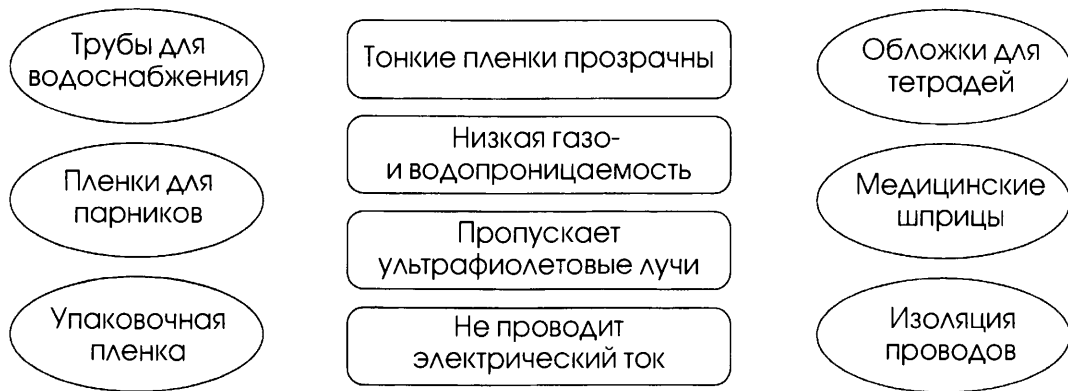 Трубы для
водоснабжения
Пленки для
парников
Упаковочная
пленка
Тонкие пленки прозрачны
Низкая газо-
и водопроницаемость
Пропускает
ультрафиолетовые лучи
Не проводит
электрический ток
Обложки для
тетрадей
Медицинские
шприцы
Изоляция
проводов